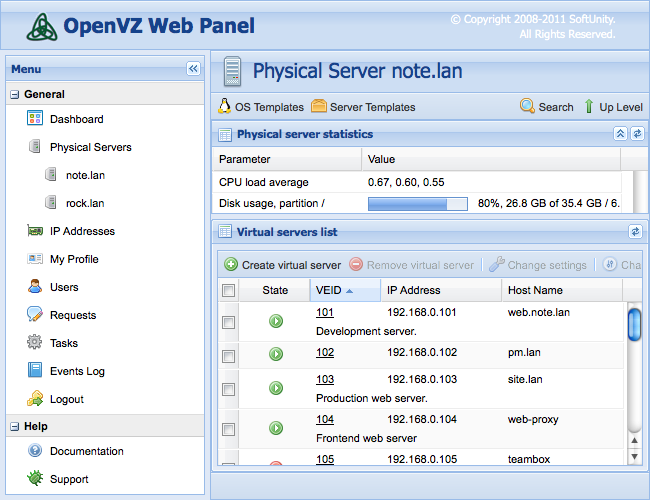 OpenVZ Web Panel
© Copyright 2008-2011 SoftUnity.
All Rights Reserved.
Menu
General
Dashboard
Physical Servers
note.lan
rock.lan
IP Addresses
My Profile
Users
Requests
Tasks
Events Log
Logout
Help
Documentation
Support
Physical Server note.lan
OS Templates Server Templates Search Up Level
Physical server statistics
Parameter Value
CPU load average 0.67, 0.60, 0.55
Disk usage, partition / 80%, 26.8 GB of 35.4 GB / 6.
Virtual servers list
Create virtual server Remove virtual server Change settings Cha
State VEID IP Address Host Name
101 192.168.0.101 web.note.lan
Development server.
102 192.168.0.102 pm.lan
103 192.168.0.103 site.lan
Production web server.
104 192.168.0.104 web-proxy
Frontend web server
105 192.168.0.105 teambox